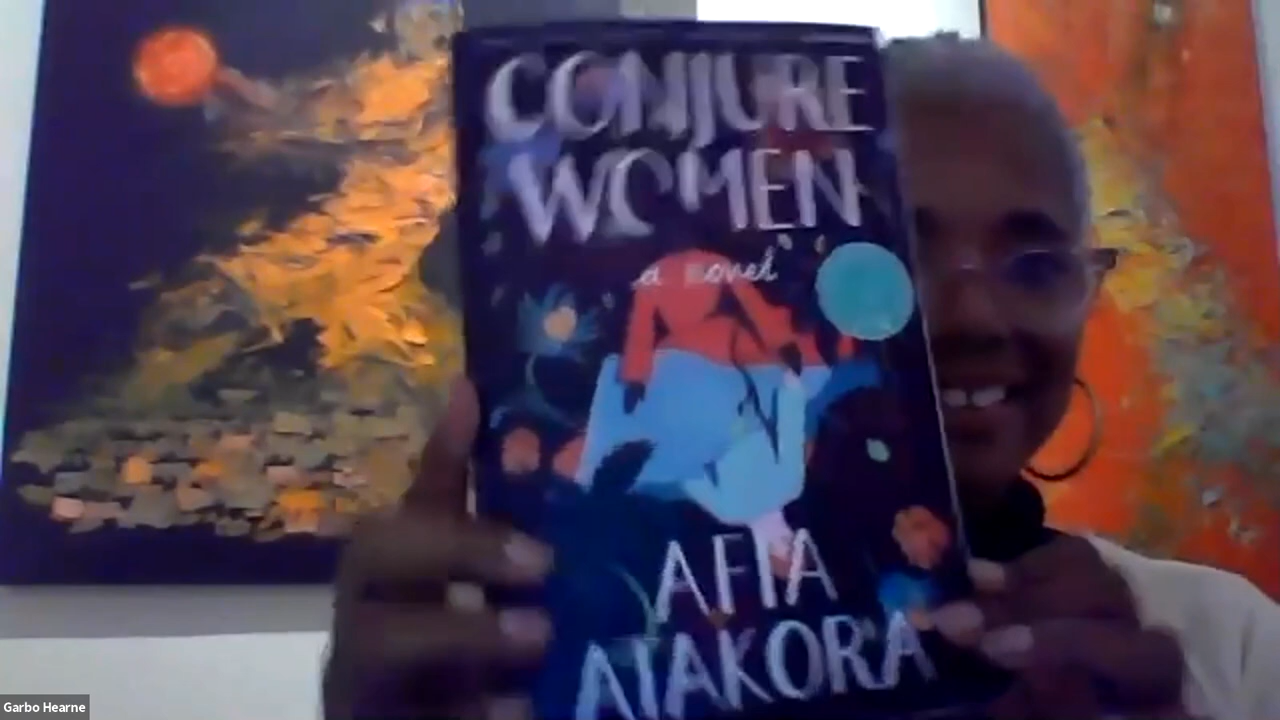 CONJURE
WOMEN
a novel
AFIA
ATAKORA
Garbo Hearne